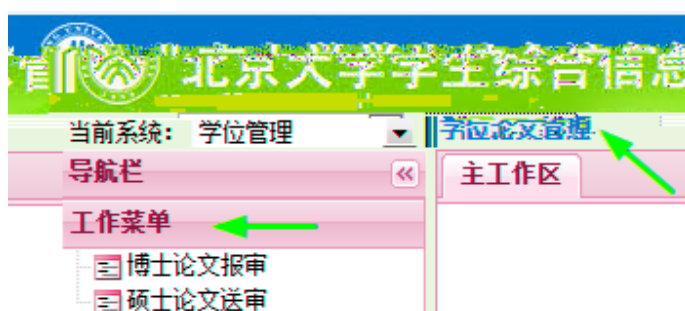 北京大学学生综合信息
当前系统： 学位管理
学位论文管理
导航栏
主工作区
工作菜单
博士论文报审
硕士论文送审